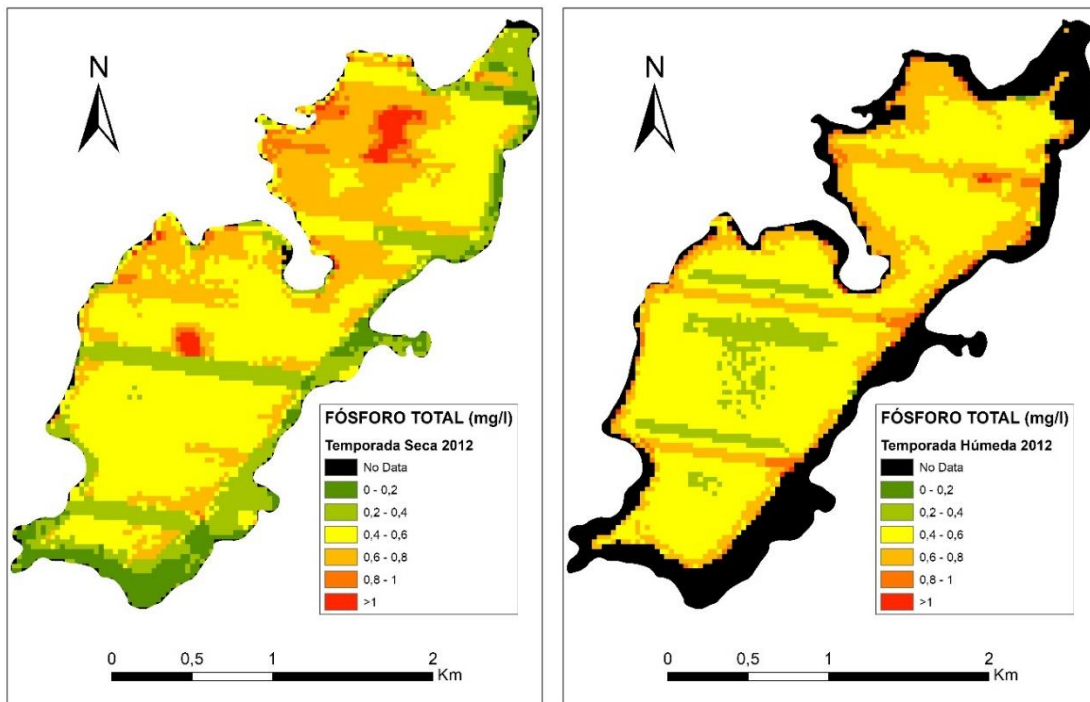 N
FÓSFORO TOTAL (mg/l)
Temporada Seca 2012
No Data
0 - 0,2
0,2 - 0,4
0,4 - 0,6
0,6 - 0,8
0,8 - 1
>1
0 0,5 1 2
Km
N
FÓSFORO TOTAL (mg/l)
Temporada Húmeda 2012
No Data
0 - 0,2
0,2 - 0,4
0,4 - 0,6
0,6 - 0,8
0,8 - 1
>1
0 0,5 1 2
Km